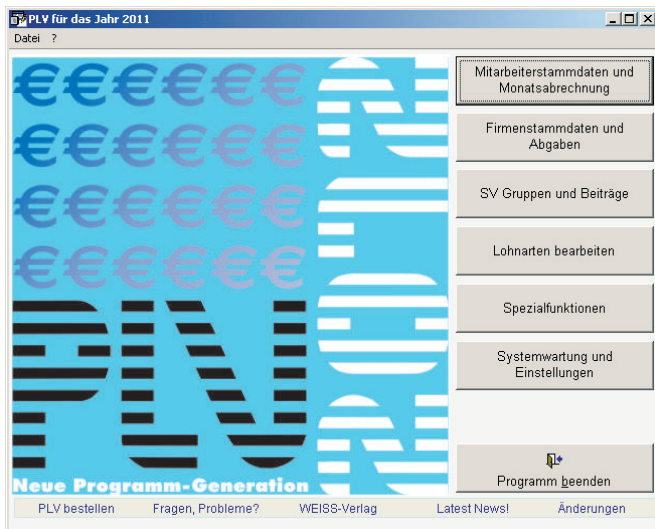 PLV für das Jahr 2011
Datei ?
Mitarbeiterstammdaten und
Monatsabrechnung
Firmenstammdaten und
Abgaben
SV Gruppen und Beiträge
Lohnarten bearbeiten
Spezialfunktionen
Systemwartung und
Einstellungen
Programm beenden
€€€€€€
€€€€€€
€€€€€€
€€€€€€
2011
PLV
Neue Programm-Generation
PLV bestellen Fragen, Probleme? WEISS-Verlag Latest News! Änderungen